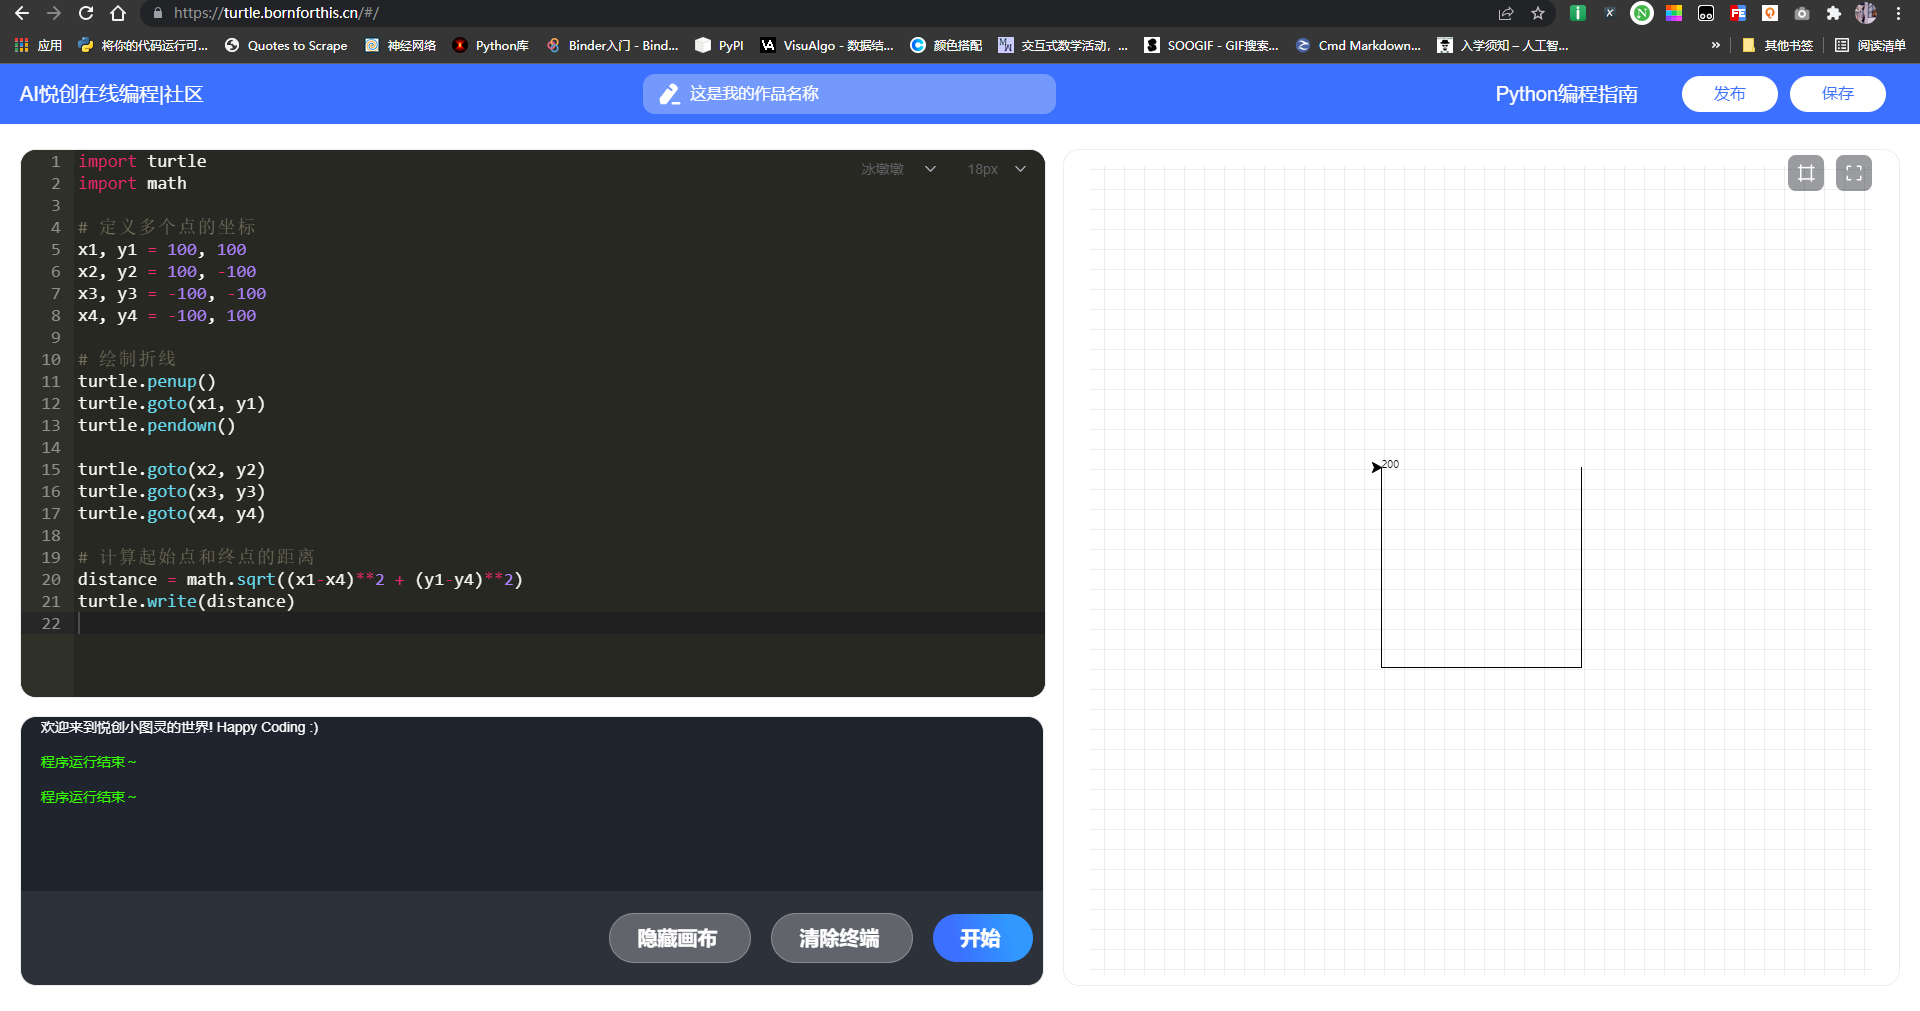 https://turtle.bornforthis.cn/#/
应用 将你的代码运行可... Quotes to Scrape 神经网络 Python库 Binder入门 - Bind... PyPI VisuAlgo - 数据结... 颜色搭配 交互式数学活动，... SOOGIF - GIF搜索... Cmd Markdown... 入学须知 – 人工智... » 其他书签 阅读清单
AI悦创在线编程|社区 这是我的作品名称 Python编程指南 发布 保存
冰墩墩 18px
1 import turtle
2 import math
3
4 # 定义多个点的坐标
5 x1, y1 = 100, 100
6 x2, y2 = 100, -100
7 x3, y3 = -100, -100
8 x4, y4 = -100, 100
9
10 # 绘制折线
11 turtle.penup()
12 turtle.goto(x1, y1)
13 turtle.pendown()
14
15 turtle.goto(x2, y2)
16 turtle.goto(x3, y3)
17 turtle.goto(x4, y4)
18
19 # 计算起始点和终点的距离
20 distance = math.sqrt((x1-x4)**2 + (y1-y4)**2)
21 turtle.write(distance)
22
200
欢迎来到悦创小图灵的世界! Happy Coding :)
程序运行结束～
程序运行结束～
隐藏画布 清除终端 开始